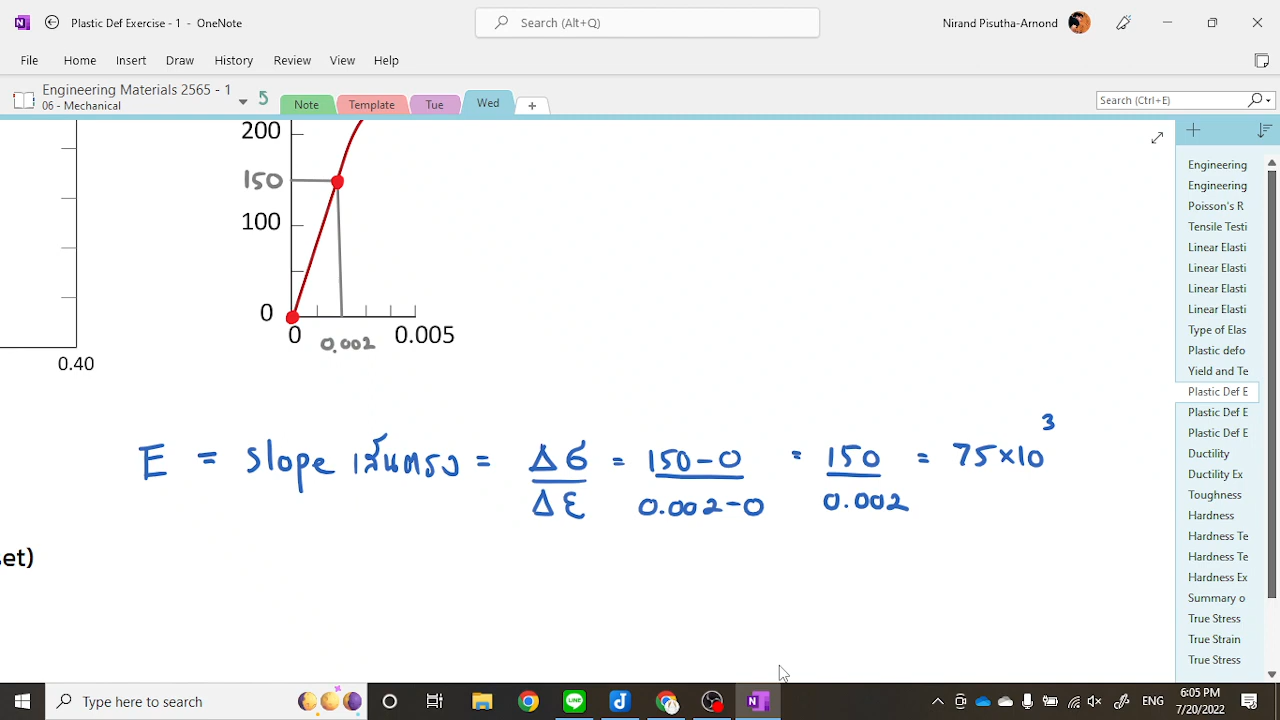 Plastic Def Exercise - 1 - OneNote
Search (Alt+Q)
Nirand Pisutha-Arnond
File Home Insert Draw History Review View Help
Engineering Materials 2565 - 1
06 - Mechanical
Note Template Tue Wed +
Search (Ctrl+E)
200
150
100
0
0 0.002 0.005
0.40
E = slope เส้นตรง = Δσ / Δε = 150-0 / 0.002-0 = 150 / 0.002 = 75×10³
et)
Engineering
Engineering
Poisson's R
Tensile Testi
Linear Elasti
Linear Elasti
Linear Elasti
Linear Elasti
Type of Elas
Plastic defo
Yield and Te
Plastic Def E
Plastic Def E
Plastic Def E
Ductility
Ductility Ex
Toughness
Hardness
Hardness Te
Hardness Te
Hardness Ex
Summary o
True Stress
True Strain
True Stress
Type here to search
ENG
6:05 PM
7/20/2022